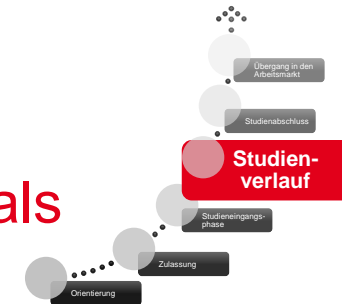 Übergang in den
Arbeitsmarkt
Studienabschluss
Studien-
verlauf
als
Studieneingangs-
phase
Zulassung
Orientierung